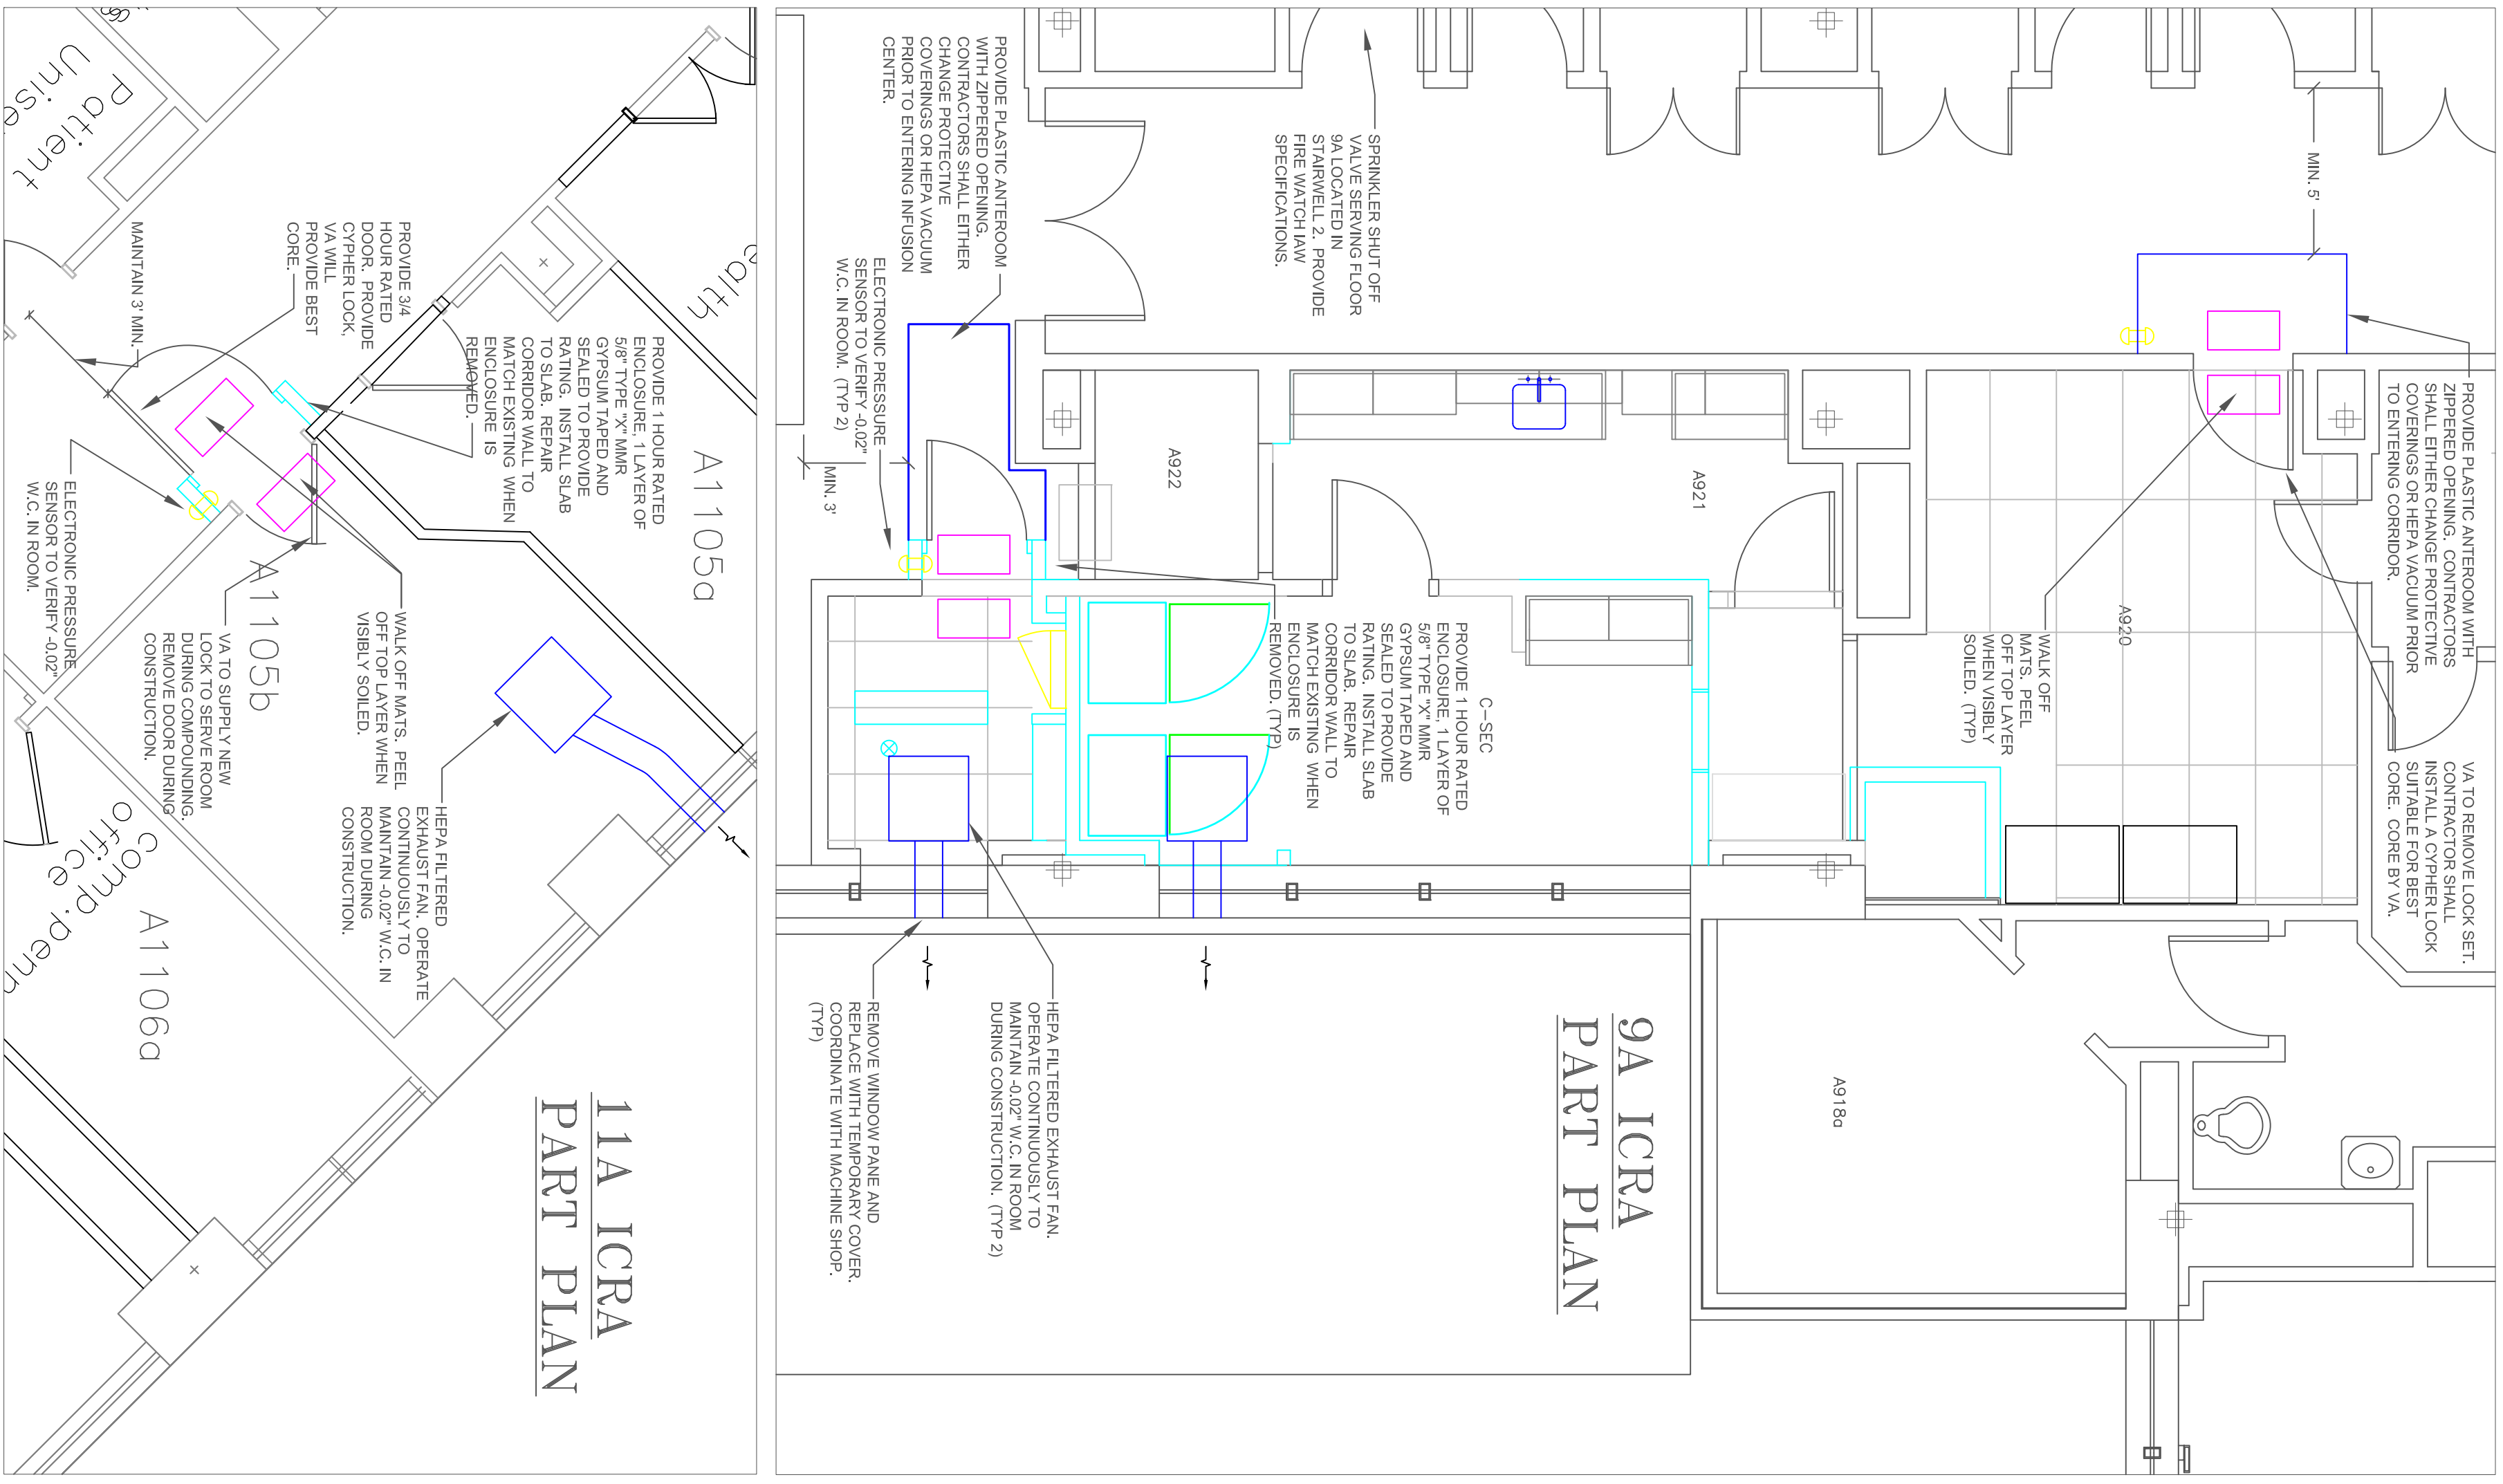 PROVIDE PLASTIC ANTEROOM WITH
ZIPPERED OPENING.  CONTRACTORS
SHALL EITHER CHANGE PROTECTIVE
COVERINGS OR HEPA VACUUM PRIOR
TO ENTERING CORRIDOR.
VA TO REMOVE LOCK SET.
CONTRACTOR SHALL
INSTALL A CYPHER LOCK
SUITABLE FOR BEST
CORE.  CORE BY VA.
MIN. 5'
A920
WALK OFF
MATS.  PEEL
OFF TOP LAYER
WHEN VISIBLY
SOILED.  (TYP)
A918a
A921
9A ICRA
PART PLAN
C-SEC
PROVIDE 1 HOUR RATED
ENCLOSURE, 1 LAYER OF
5/8" TYPE "X" MMR
GYPSUM TAPED AND
SEALED TO PROVIDE
RATING.  INSTALL SLAB
TO SLAB.  REPAIR
CORRIDOR WALL TO
MATCH EXISTING WHEN
ENCLOSURE  IS
REMOVED. (TYP)
SPRINKLER SHUT OFF
VALVE SERVING FLOOR
9A LOCATED IN
STAIRWELL 2.  PROVIDE
FIRE WATCH IAW
SPECIFICATIONS.
A922
HEPA FILTERED EXHAUST FAN.
OPERATE CONTINUOUSLY TO
MAINTAIN -0.02" W.C. IN ROOM
DURING CONSTRUCTION. (TYP 2)
PROVIDE PLASTIC ANTEROOM
WITH ZIPPERED OPENING.
CONTRACTORS SHALL EITHER
CHANGE PROTECTIVE
COVERINGS OR HEPA VACUUM
PRIOR TO ENTERING INFUSION
CENTER.
ELECTRONIC PRESSURE
SENSOR TO VERIFY -0.02"
W.C. IN ROOM.  (TYP 2)
MIN. 3'
REMOVE WINDOW PANE AND
REPLACE WITH TEMPORARY COVER.
COORDINATE WITH MACHINE SHOP.
(TYP)
ealth
A1105a
PROVIDE 1 HOUR RATED
ENCLOSURE, 1 LAYER OF
5/8" TYPE "X" MMR
GYPSUM TAPED AND
SEALED TO PROVIDE
RATING.  INSTALL SLAB
TO SLAB.  REPAIR
CORRIDOR WALL TO
MATCH EXISTING WHEN
ENCLOSURE IS
REMOVED.
11A ICRA
PART PLAN
PROVIDE 3/4
HOUR RATED
DOOR.  PROVIDE
CYPHER LOCK,
VA WILL
PROVIDE BEST
CORE.
HEPA FILTERED
EXHAUST FAN.  OPERATE
CONTINUOUSLY TO
MAINTAIN -0.02" W.C. IN
ROOM DURING
CONSTRUCTION.
WALK OFF MATS.  PEEL
OFF TOP LAYER WHEN
VISIBLY SOILED.
A1105b
MAINTAIN 3' MIN.
VA TO SUPPLY NEW
LOCK TO SERVE ROOM
DURING COMPOUNDING.
REMOVE DOOR DURING
CONSTRUCTION.
ELECTRONIC PRESSURE
SENSOR TO VERIFY -0.02"
W.C. IN ROOM.
A1106a
Patient
Unise
Comp.pen
office